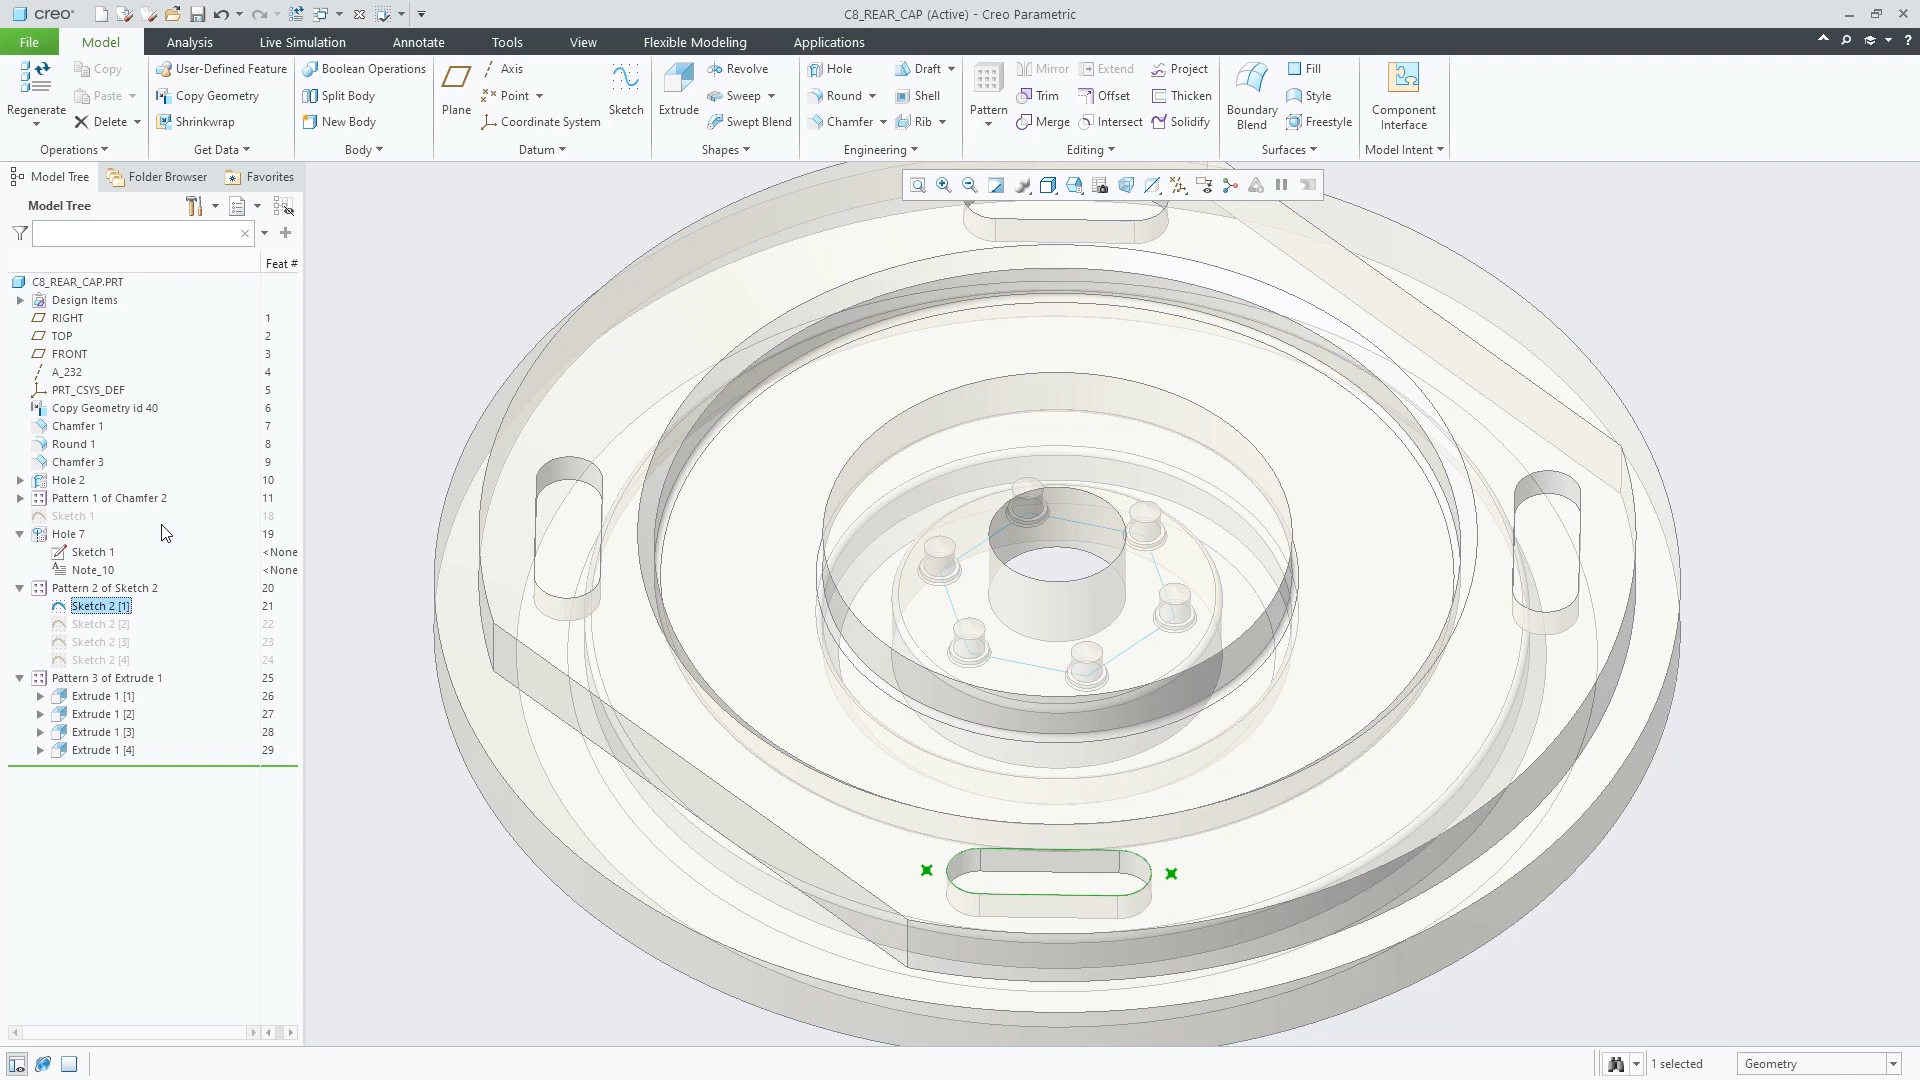 creo
C8_REAR_CAP (Active) - Creo Parametric
File Model Analysis Live Simulation Annotate Tools View Flexible Modeling Applications
Regenerate
Copy
Paste
Delete
Operations
User-Defined Feature
Copy Geometry
Shrinkwrap
Get Data
Boolean Operations
Split Body
New Body
Body
Plane
Axis
Point
Coordinate System
Sketch
Datum
Extrude
Revolve
Sweep
Swept Blend
Shapes
Hole
Round
Chamfer
Draft
Shell
Rib
Engineering
Pattern
Mirror
Trim
Merge
Extend
Offset
Intersect
Project
Thicken
Solidify
Editing
Boundary
Blend
Fill
Style
Freestyle
Surfaces
Component
Interface
Model Intent
Model Tree Folder Browser Favorites
Model Tree
Feat #
C8_REAR_CAP.PRT
Design Items
RIGHT 1
TOP 2
FRONT 3
A_232 4
PRT_CSYS_DEF 5
Copy Geometry id 40 6
Chamfer 1 7
Round 1 8
Chamfer 3 9
Hole 2 10
Pattern 1 of Chamfer 2 11
Sketch 1 18
Hole 7 19
Sketch 1 <None
Note_10 <None
Pattern 2 of Sketch 2 20
Sketch 2 [1] 21
Sketch 2 [2] 22
Sketch 2 [3] 23
Sketch 2 [4] 24
Pattern 3 of Extrude 1 25
Extrude 1 [1] 26
Extrude 1 [2] 27
Extrude 1 [3] 28
Extrude 1 [4] 29
1 selected
Geometry